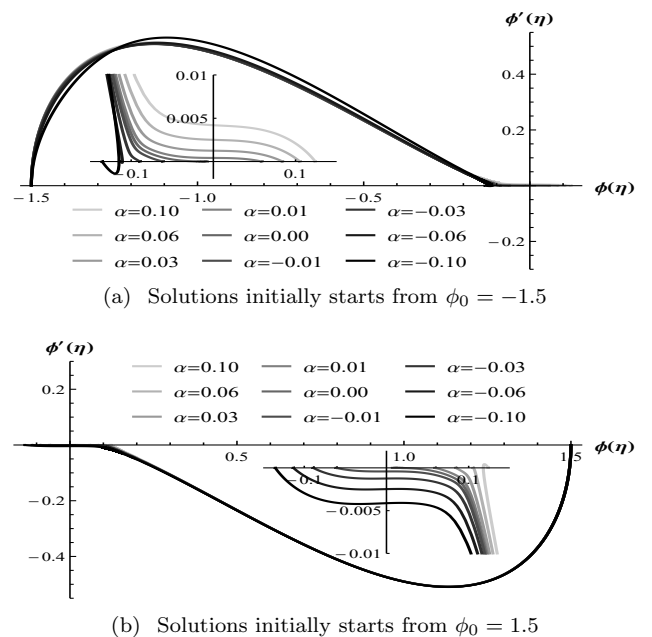 ϕ′(η)
0.4
0.2
0.01
0.005
−0.1
0.1
−1.5
−1.0
−0.5
ϕ(η)
α=0.10
α=0.01
α=−0.03
α=0.06
α=0.00
α=−0.06
α=0.03
α=−0.01
α=−0.10
−0.2
(a) Solutions initially starts from ϕ₀ = −1.5
ϕ′(η)
0.2
α=0.10
α=0.01
α=−0.03
α=0.06
α=0.00
α=−0.06
α=0.03
α=−0.01
α=−0.10
0.5
1.0
1.5
ϕ(η)
−0.1
0.1
−0.005
−0.01
−0.2
−0.4
(b) Solutions initially starts from ϕ₀ = 1.5